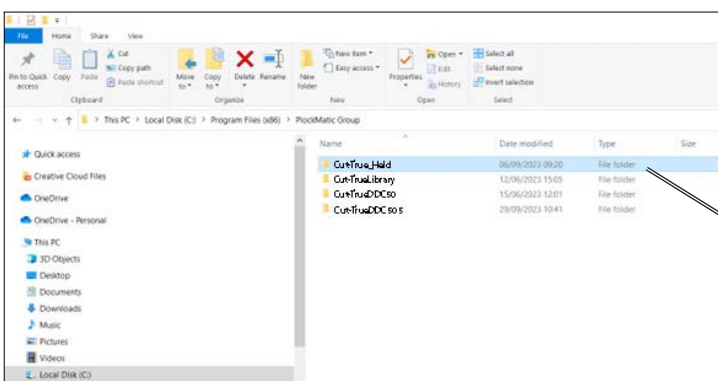 File Home Share View
Pin to Quick access
Copy
Paste
Cut
Copy path
Paste shortcut
Clipboard
Move to
Copy to
Delete
Rename
Organize
New folder
New item
Easy access
New
Properties
Open
Edit
History
Open
Select all
Select none
Invert selection
Select
This PC > Local Disk (C:) > Program Files (x86) > PlockMatic Group
Name Date modified Type Size
Cut-True_Held 06/09/2023 09:20 File folder
Cut-TrueLibrary 12/06/2023 15:05 File folder
Cut-TrueDDC50 15/06/2023 12:01 File folder
Cut-TrueDDC505 29/09/2023 10:41 File folder
Quick access
Creative Cloud Files
OneDrive
OneDrive - Personal
This PC
3D Objects
Desktop
Documents
Downloads
Music
Pictures
Videos
Local Disk (C:)